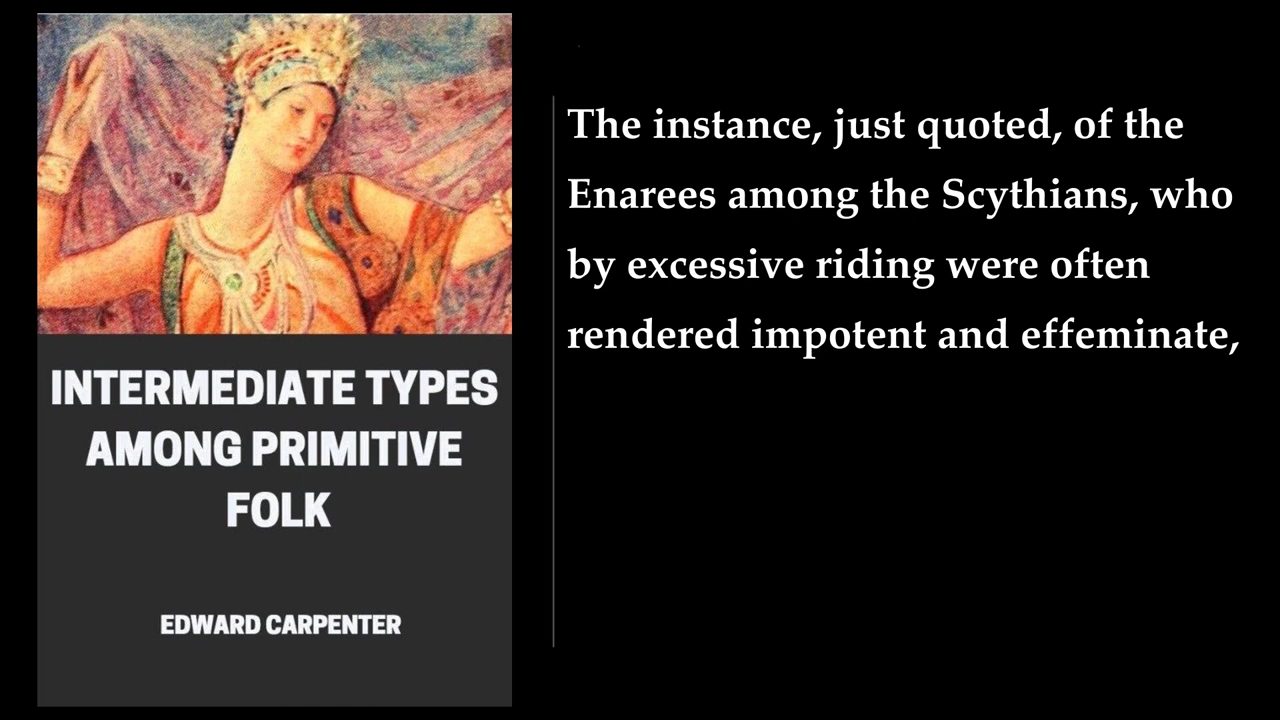 INTERMEDIATE TYPES
AMONG PRIMITIVE
FOLK
EDWARD CARPENTER
The instance, just quoted, of the
Enarees among the Scythians, who
by excessive riding were often
rendered impotent and effeminate,